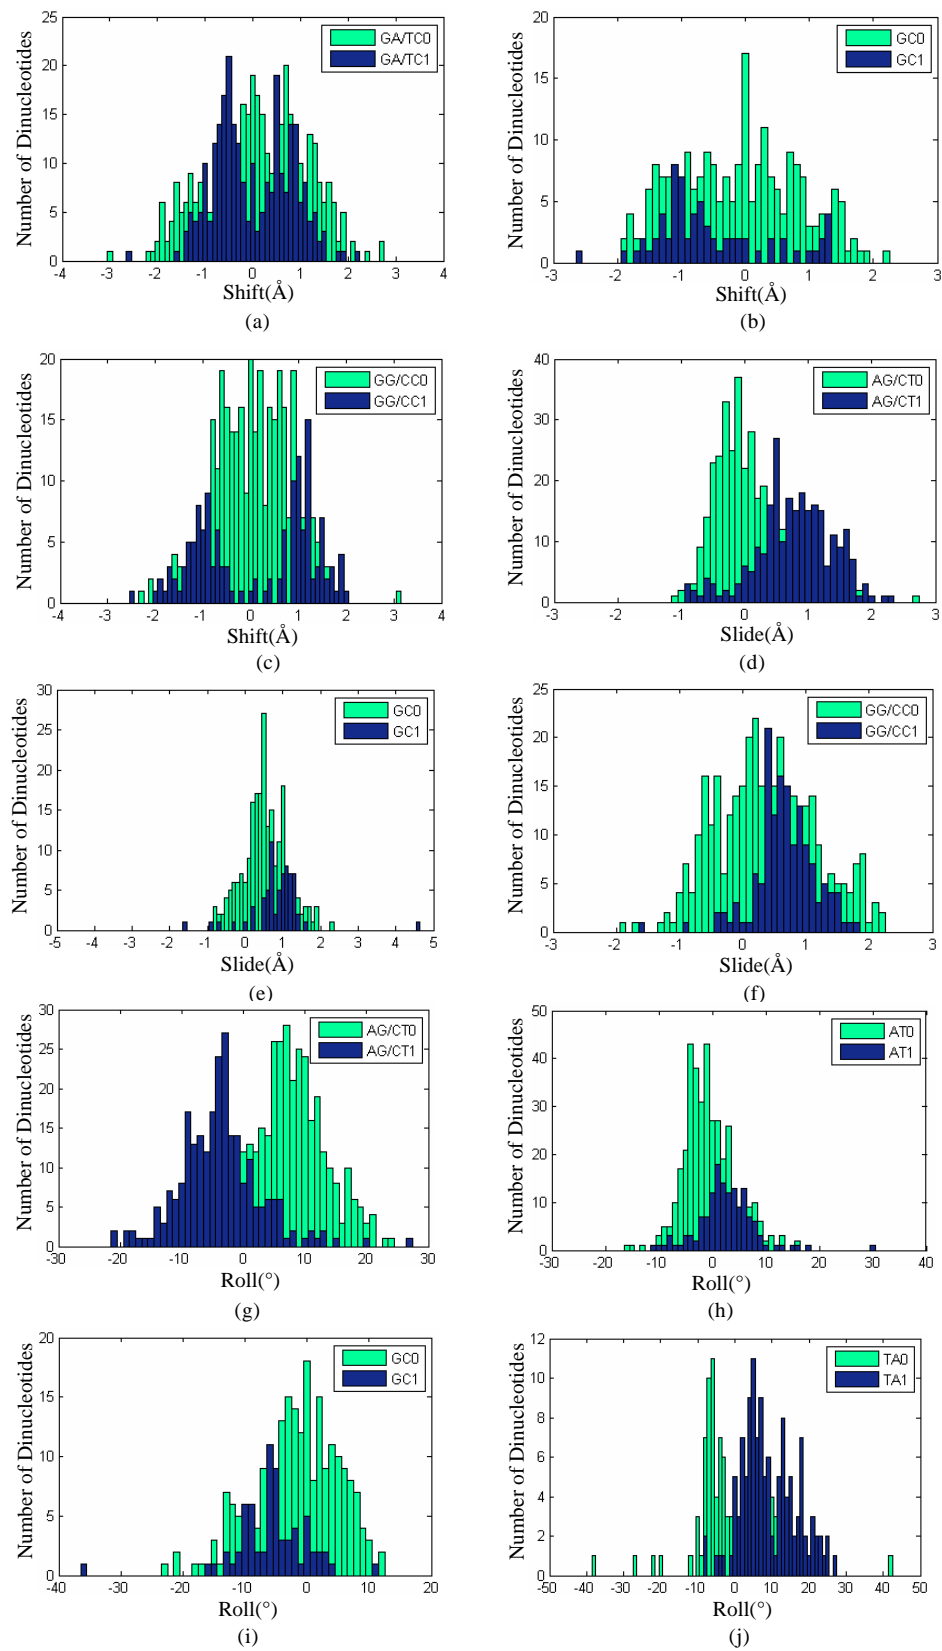 Number of Dinucleotides
25
20
15
10
5
0
GA/TC0
GA/TC1
-4 -3 -2 -1 0 1 2 3 4
Shift(Å)
(a)
Number of Dinucleotides
20
15
10
5
0
GC0
GC1
-3 -2 -1 0 1 2 3
Shift(Å)
(b)
Number of Dinucleotides
20
15
10
5
0
GG/CC0
GG/CC1
-4 -3 -2 -1 0 1 2 3 4
Shift(Å)
(c)
Number of Dinucleotides
40
30
20
10
0
AG/CT0
AG/CT1
-3 -2 -1 0 1 2 3
Slide(Å)
(d)
Number of Dinucleotides
30
25
20
15
10
5
0
GC0
GC1
-5 -4 -3 -2 -1 0 1 2 3 4 5
Slide(Å)
(e)
Number of Dinucleotides
25
20
15
10
5
0
GG/CC0
GG/CC1
-3 -2 -1 0 1 2 3
Slide(Å)
(f)
Number of Dinucleotides
30
25
20
15
10
5
0
AG/CT0
AG/CT1
-30 -20 -10 0 10 20 30
Roll(°)
(g)
Number of Dinucleotides
50
40
30
20
10
0
AT0
AT1
-30 -20 -10 0 10 20 30 40
Roll(°)
(h)
Number of Dinucleotides
20
15
10
5
0
GC0
GC1
-40 -30 -20 -10 0 10 20
Roll(°)
(i)
Number of Dinucleotides
12
10
8
6
4
2
0
TA0
TA1
-50 -40 -30 -20 -10 0 10 20 30 40 50
Roll(°)
(j)